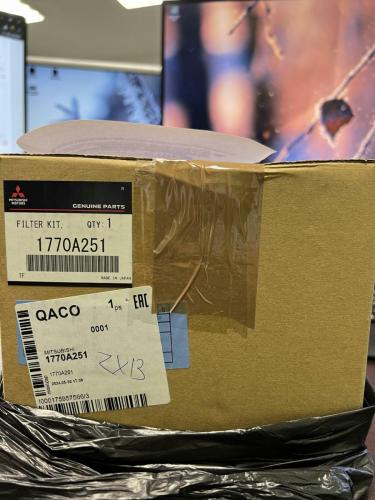 MITSUBISHI
MOTORS
GENUINE PARTS
FILTER KIT. QTY 1
1770A251
TF
MADE IN JAPAN
QACO 1 EAC
0001
MITSUBISHI
1770A251
1770A251